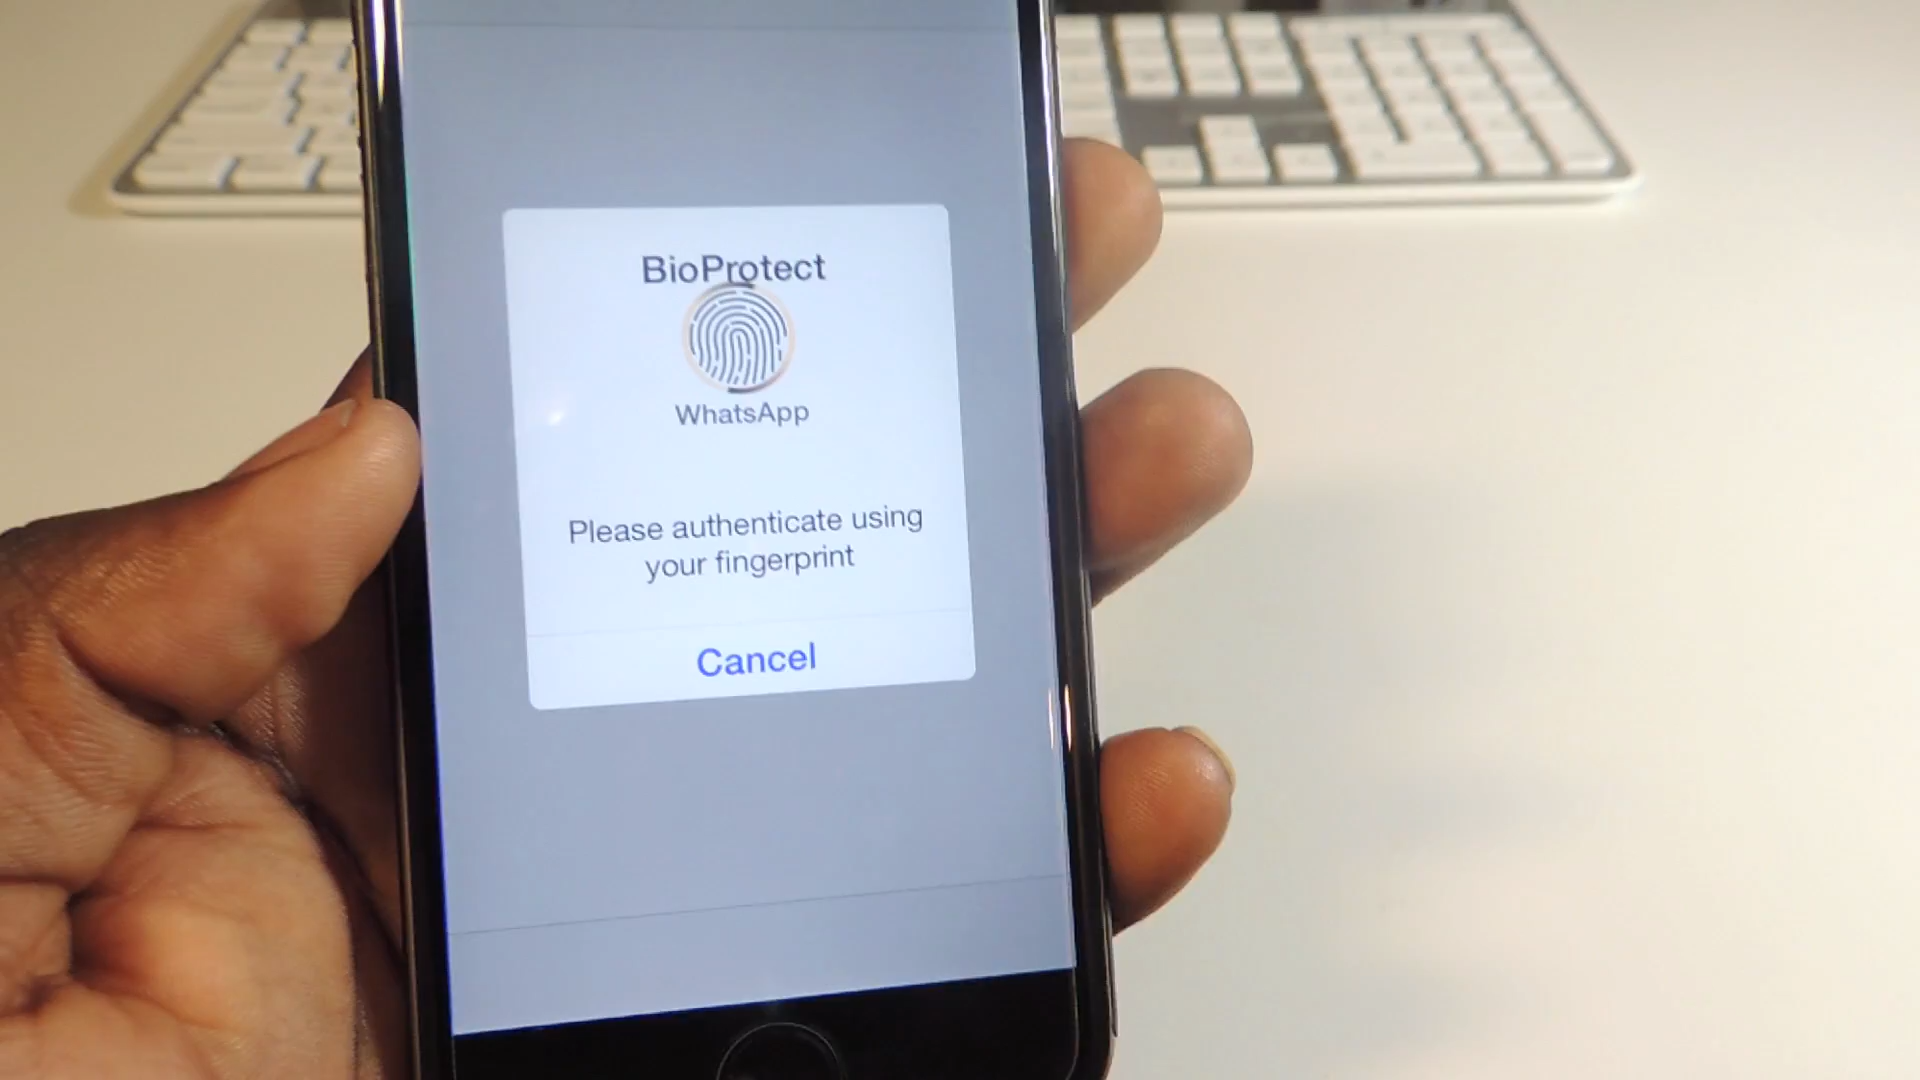 BioProtect
WhatsApp
Please authenticate using
your fingerprint
Cancel